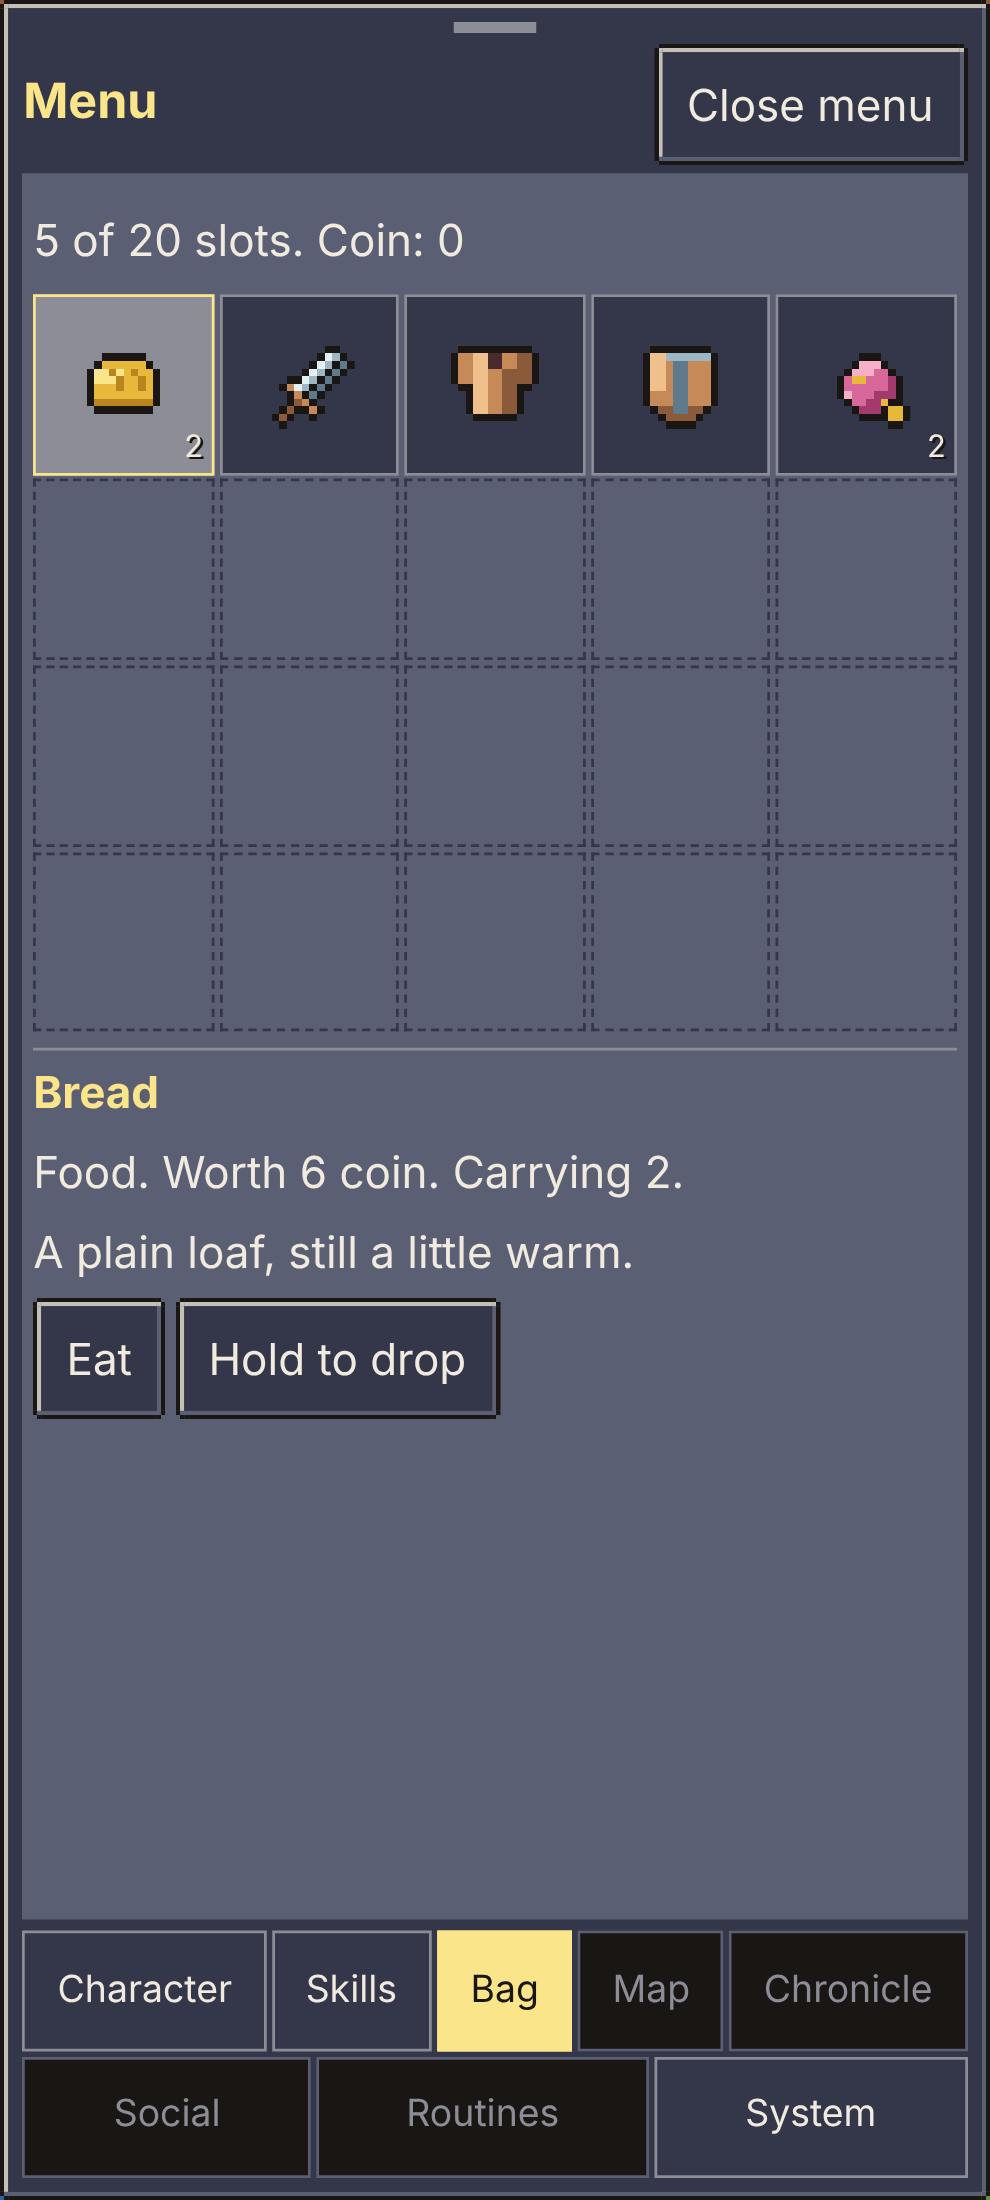 Menu
Close menu
5 of 20 slots. Coin: 0
2
2
Bread
Food. Worth 6 coin. Carrying 2.
A plain loaf, still a little warm.
Eat
Hold to drop
Character
Skills
Bag
Map
Chronicle
Social
Routines
System